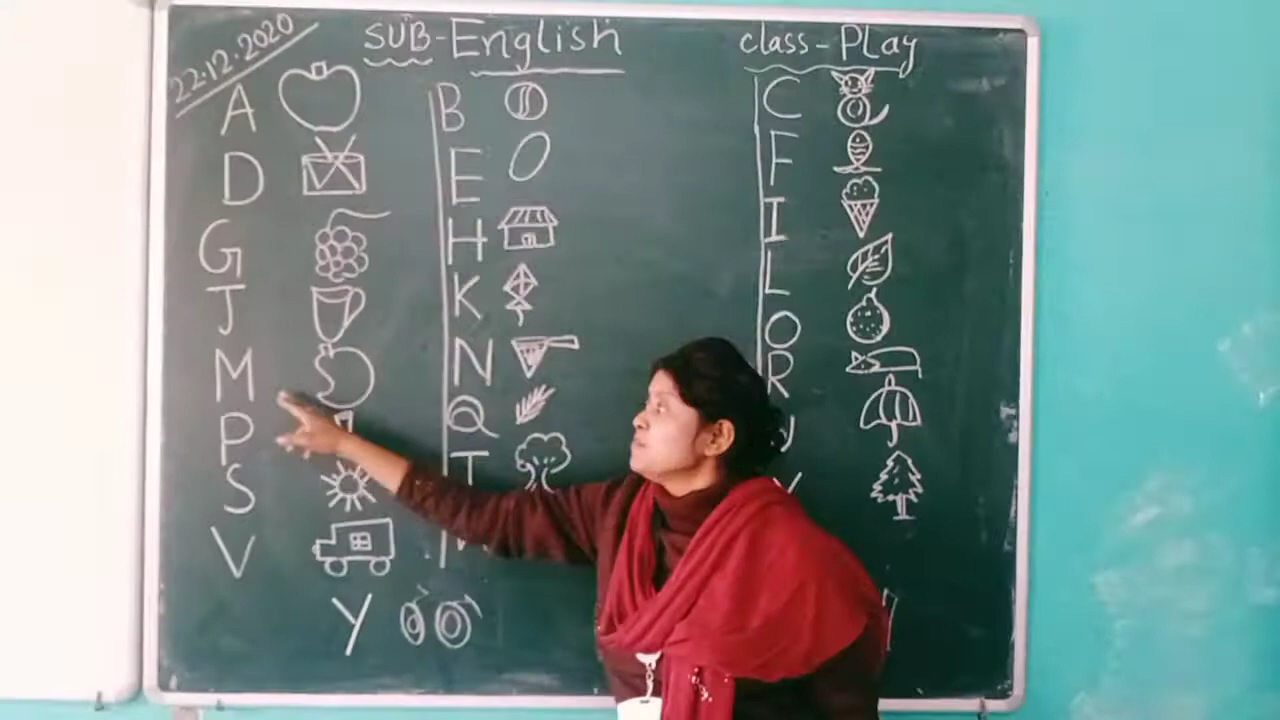 22.12.2020
SUB-English
class-Play
A B C
D E F
G H I
J K L
M N O
P Q R
S T
V
Y